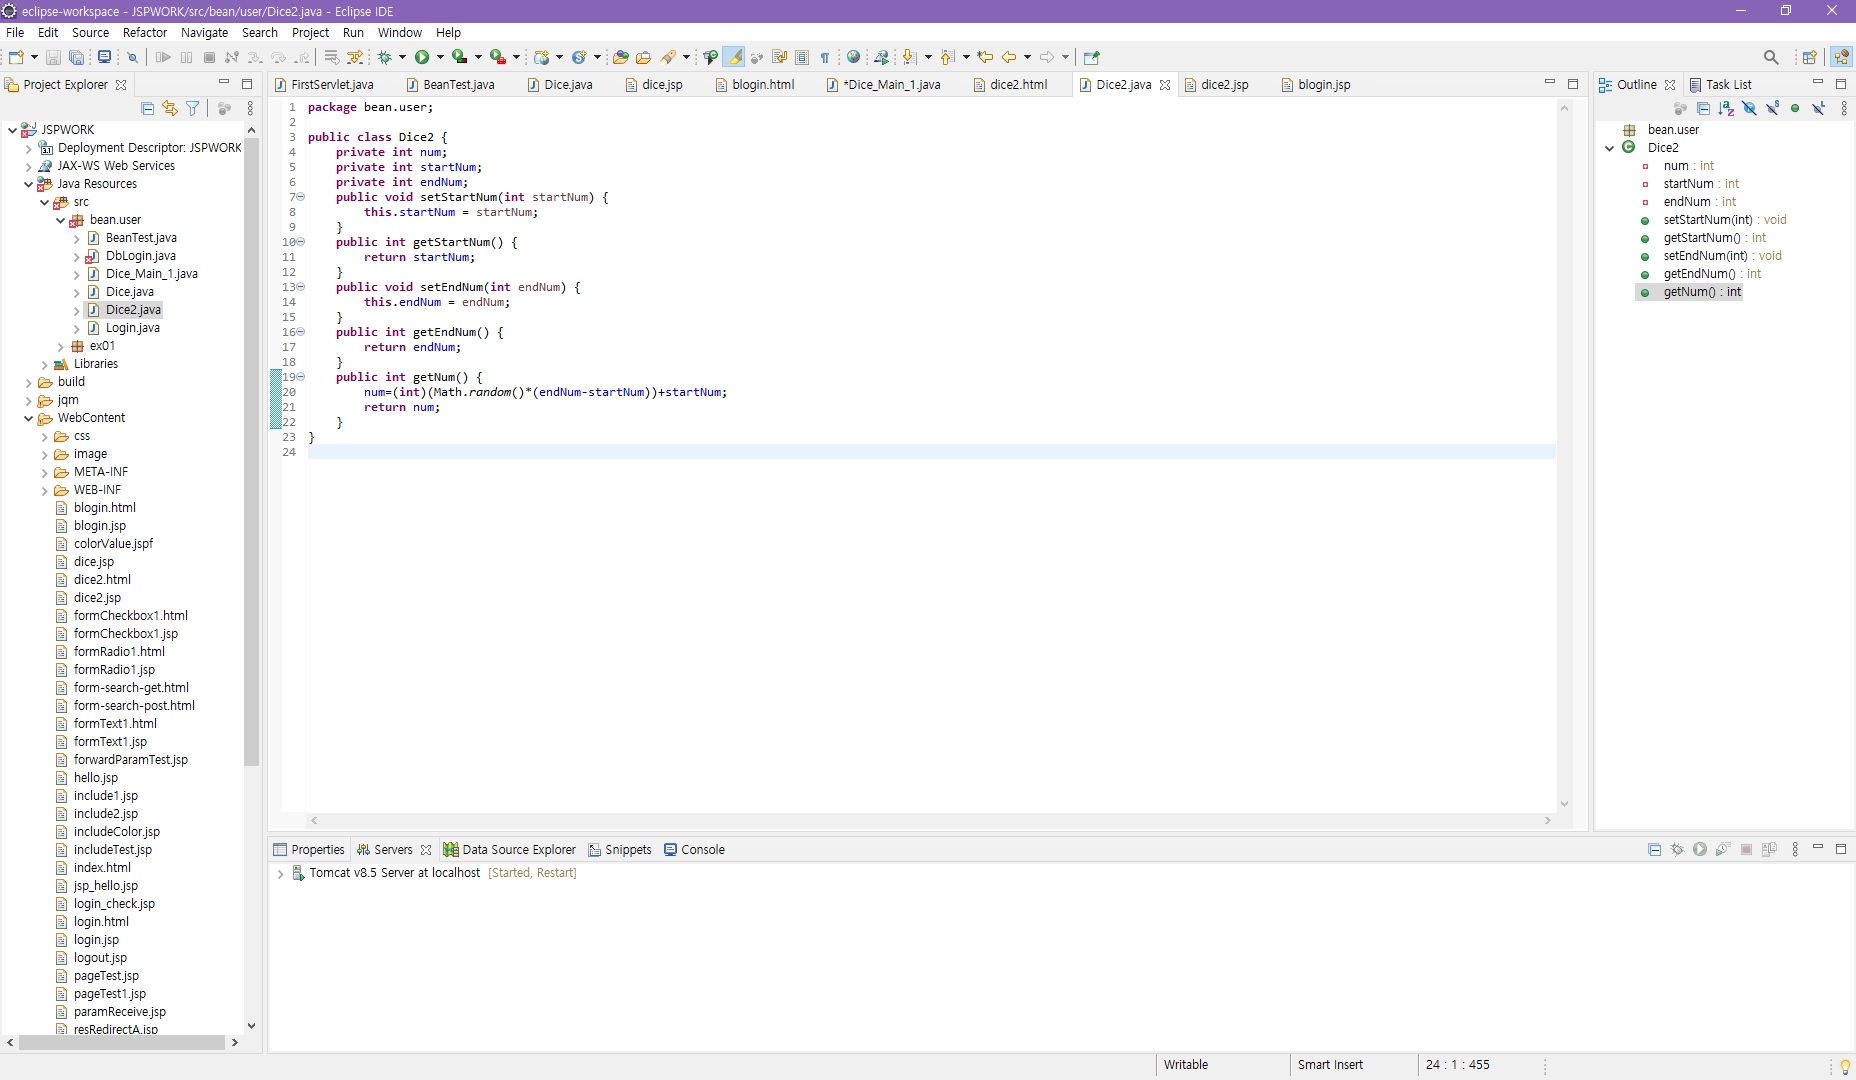 eclipse-workspace - JSPWORK/src/bean/user/Dice2.java - Eclipse IDE
File Edit Source Refactor Navigate Search Project Run Window Help
Project Explorer
JSPWORK
Deployment Descriptor: JSPWORK
JAX-WS Web Services
Java Resources
src
bean.user
BeanTest.java
DbLogin.java
Dice_Main_1.java
Dice.java
Dice2.java
Login.java
ex01
Libraries
build
jqm
WebContent
css
image
META-INF
WEB-INF
blogin.html
blogin.jsp
colorValue.jspf
dice.jsp
dice2.html
dice2.jsp
formCheckbox1.html
formCheckbox1.jsp
formRadio1.html
formRadio1.jsp
form-search-get.html
form-search-post.html
formText1.html
formText1.jsp
forwardParamTest.jsp
hello.jsp
include1.jsp
include2.jsp
includeColor.jsp
includeTest.jsp
index.html
jsp_hello.jsp
login_check.jsp
login.html
login.jsp
logout.jsp
pageTest.jsp
pageTest1.jsp
paramReceive.jsp
resRedirectA.jsp
FirstServlet.java BeanTest.java Dice.java dice.jsp blogin.html *Dice_Main_1.java dice2.html Dice2.java dice2.jsp blogin.jsp
1 package bean.user;
2
3 public class Dice2 {
4 private int num;
5 private int startNum;
6 private int endNum;
7 public void setStartNum(int startNum) {
8 this.startNum = startNum;
9 }
10 public int getStartNum() {
11 return startNum;
12 }
13 public void setEndNum(int endNum) {
14 this.endNum = endNum;
15 }
16 public int getEndNum() {
17 return endNum;
18 }
19 public int getNum() {
20 num=(int)(Math.random()*(endNum-startNum))+startNum;
21 return num;
22 }
23 }
24
Outline Task List
bean.user
Dice2
num : int
startNum : int
endNum : int
setStartNum(int) : void
getStartNum() : int
setEndNum(int) : void
getEndNum() : int
getNum() : int
Properties Servers Data Source Explorer Snippets Console
Tomcat v8.5 Server at localhost [Started, Restart]
Writable Smart Insert 24 : 1 : 455